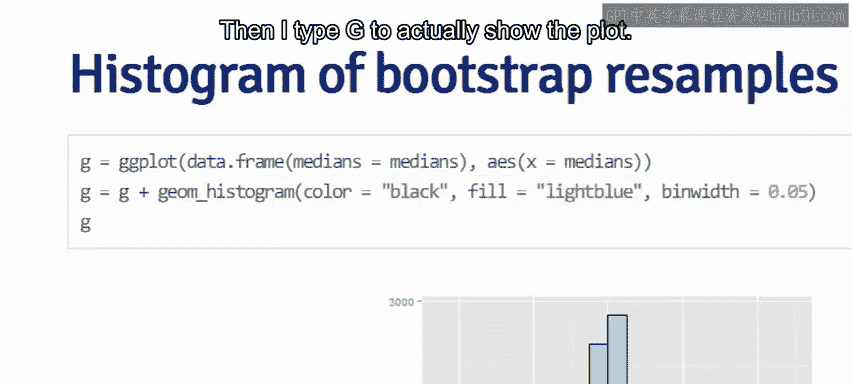 Then I type G to actually show the plot.
Histogram of bootstrap resamples
g = ggplot(data.frame(medians = medians), aes(x = medians))
g = g + geom_histogram(color = "black", fill = "lightblue", binwidth = 0.05)
g
3000